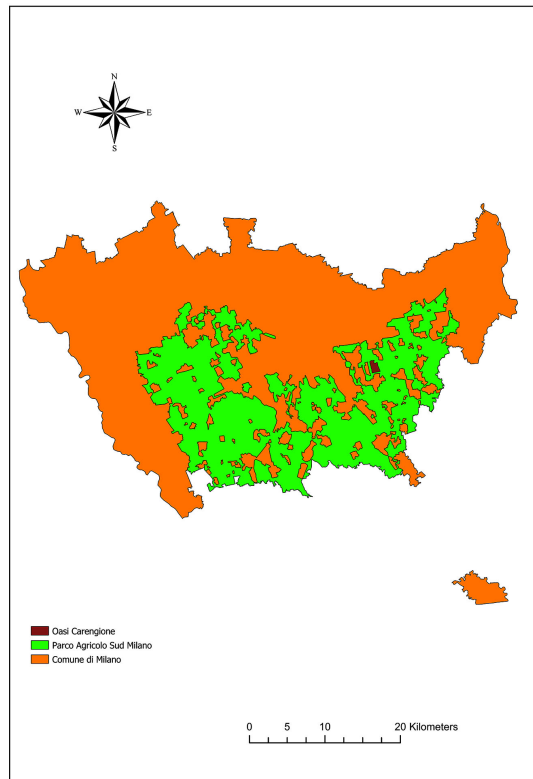 N
W E
S
Oasi Carengione
Parco Agricolo Sud Milano
Comune di Milano
0 5 10 20 Kilometers